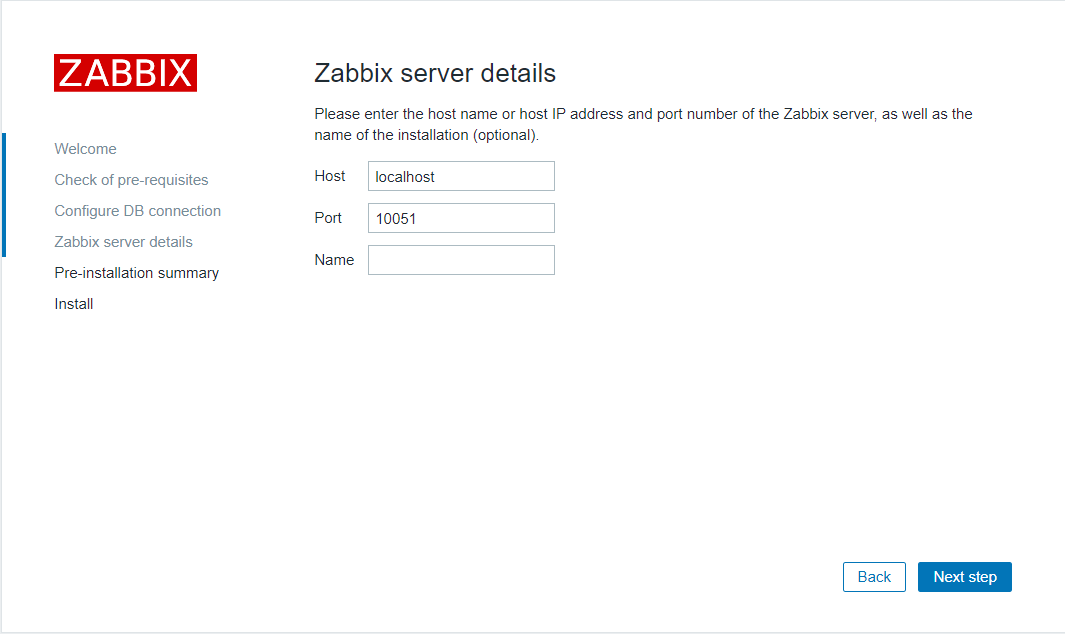 ZABBIX
Welcome
Check of pre-requisites
Configure DB connection
Zabbix server details
Pre-installation summary
Install
Zabbix server details
Please enter the host name or host IP address and port number of the Zabbix server, as well as the
name of the installation (optional).
Host localhost
Port 10051
Name
Back Next step